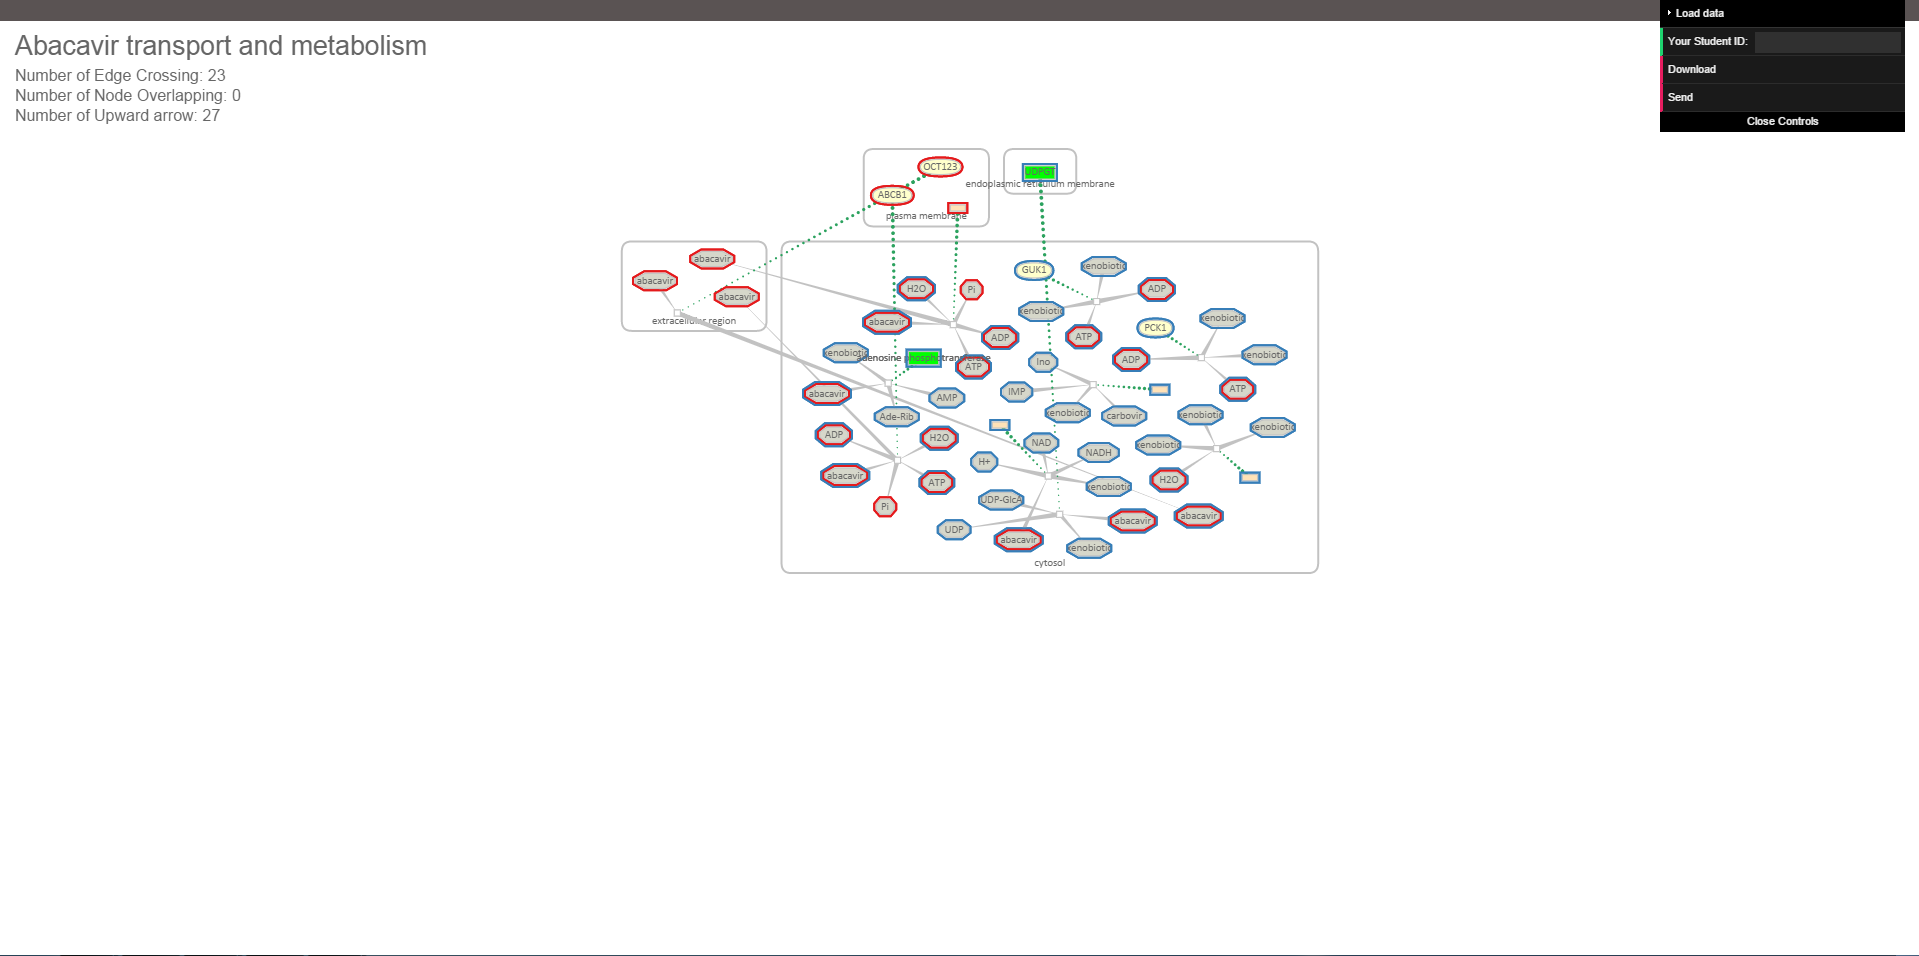 Load data
Your Student ID:
Download
Send
Close Controls
Abacavir transport and metabolism
Number of Edge Crossing: 23
Number of Node Overlapping: 0
Number of Upward arrow: 27
OCT123
UDPGT
endoplasmic reticulum membrane
ABCB1
plasma membrane
abacavir
GUK1
xenobiotic
abacavir
H2O
Pi
ADP
abacavir
xenobiotic
extracellular region
abacavir
xenobiotic
PCK1
ADP
ATP
xenobiotic
adenosine phosphotransferase
xenobiotic
ATP
Ino
ADP
abacavir
AMP
IMP
ATP
Ade-Rib
xenobiotic
carbovir
xenobiotic
xenobiotic
ADP
H2O
NAD
xenobiotic
NADH
H+
abacavir
ATP
xenobiotic
H2O
UDP-GlcA
Pi
abacavir
abacavir
UDP
abacavir
xenobiotic
cytosol